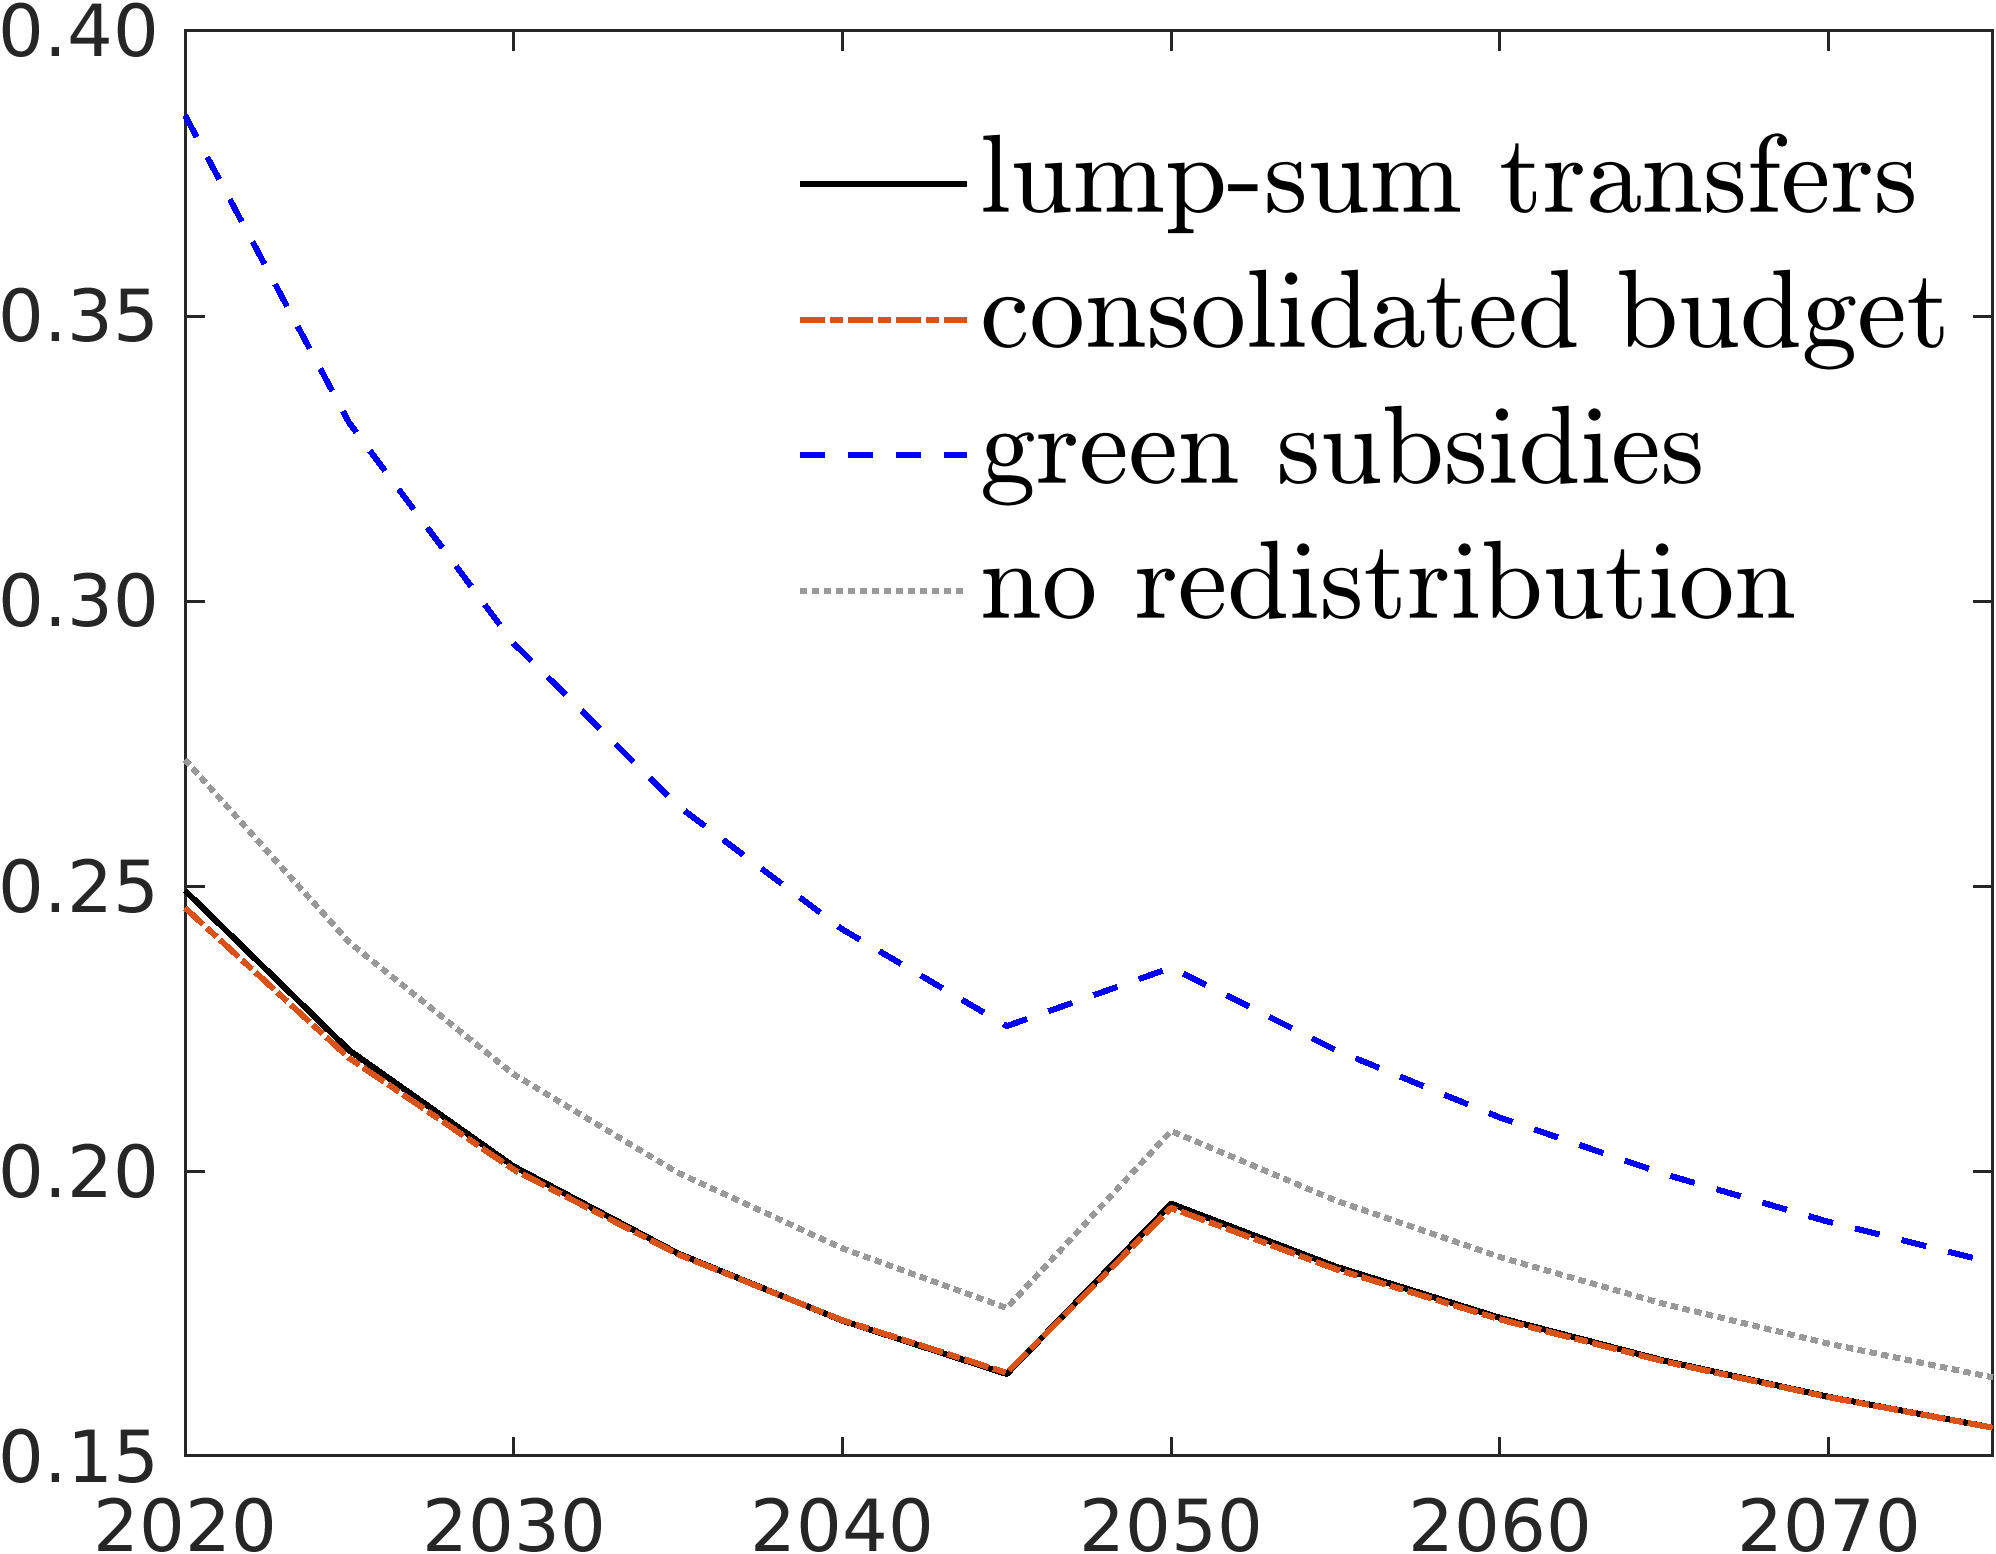 0.40
lump-sum transfers
0.35
consolidated budget
green subsidies
0.30
no redistribution
0.25
0.20
0.15
2020 2030 2040 2050 2060 2070